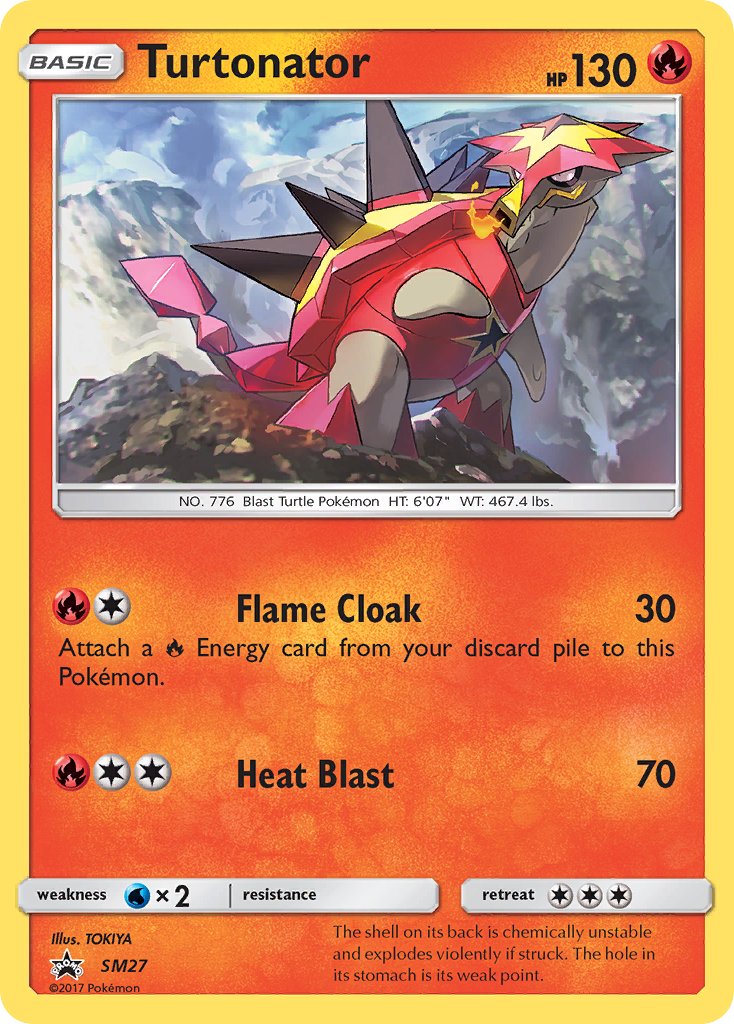 BASIC Turtonator HP 130
NO. 776 Blast Turtle Pokémon HT: 6'07" WT: 467.4 lbs.
Flame Cloak 30
Attach a Energy card from your discard pile to this
Pokémon.
Heat Blast 70
weakness × 2 resistance retreat
Illus. TOKIYA
PROMO SM27
©2017 Pokémon
The shell on its back is chemically unstable
and explodes violently if struck. The hole in
its stomach is its weak point.